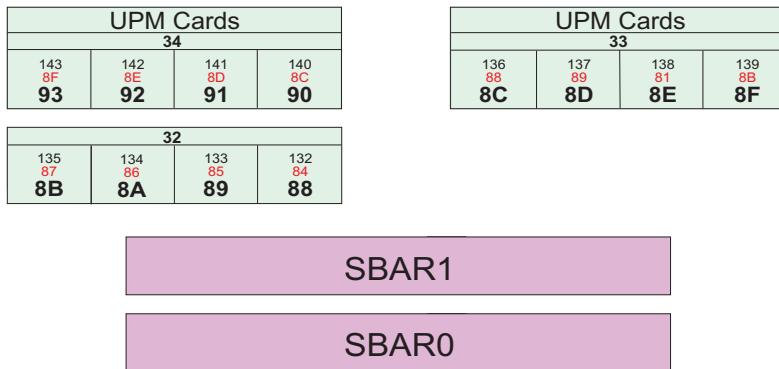 UPM Cards
34
143 142 141 140
8F 8E 8D 8C
93 92 91 90
UPM Cards
33
136 137 138 139
88 89 81 8B
8C 8D 8E 8F
32
135 134 133 132
87 86 85 84
8B 8A 89 88
SBAR1
SBAR0